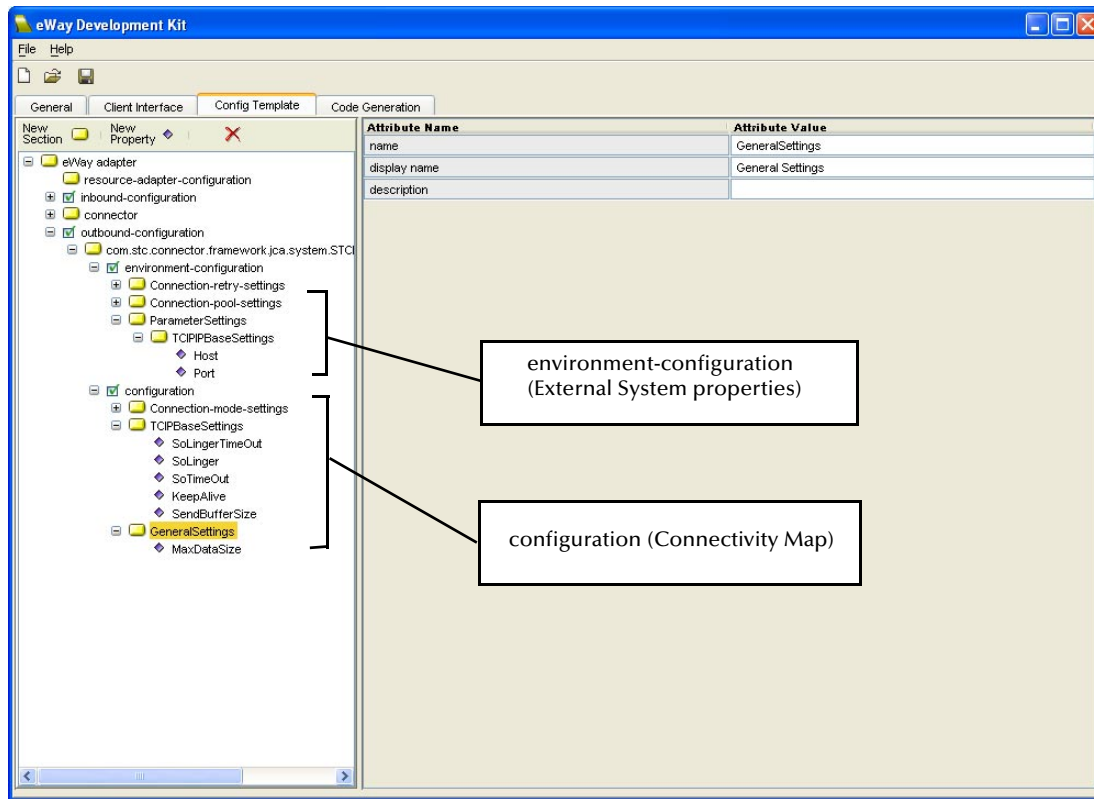 eWay Development Kit
File Help
General Client Interface Config Template Code Generation
New Section New Property
Attribute Name Attribute Value
name GeneralSettings
display name General Settings
description
eWay adapter
resource-adapter-configuration
inbound-configuration
connector
outbound-configuration
com.stc.connector.framework.jca.system.STCI
environment-configuration
Connection-retry-settings
Connection-pool-settings
ParameterSettings
TCIPIPBaseSettings
Host
Port
configuration
Connection-mode-settings
TCIPBaseSettings
SoLingerTimeOut
SoLinger
SoTimeOut
KeepAlive
SendBufferSize
GeneralSettings
MaxDataSize
environment-configuration
(External System properties)
configuration (Connectivity Map)